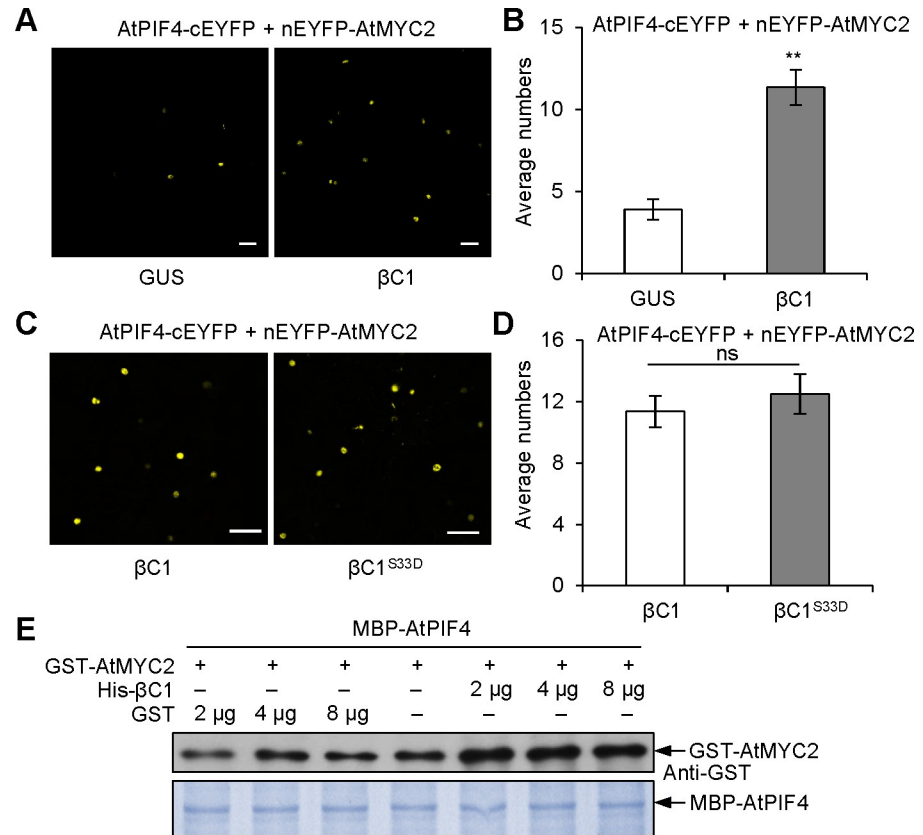 A
AtPIF4-cEYFP + nEYFP-AtMYC2
GUS
βC1
B
AtPIF4-cEYFP + nEYFP-AtMYC2
Average numbers
15
10
5
0
**
GUS
βC1
C
AtPIF4-cEYFP + nEYFP-AtMYC2
βC1
βC1S33D
D
AtPIF4-cEYFP + nEYFP-AtMYC2
ns
Average numbers
16
12
8
4
0
βC1
βC1S33D
E
MBP-AtPIF4
GST-AtMYC2 + + + + + + +
His-βC1 – – – – 2 µg 4 µg 8 µg
GST 2 µg 4 µg 8 µg – – – –
GST-AtMYC2
Anti-GST
MBP-AtPIF4